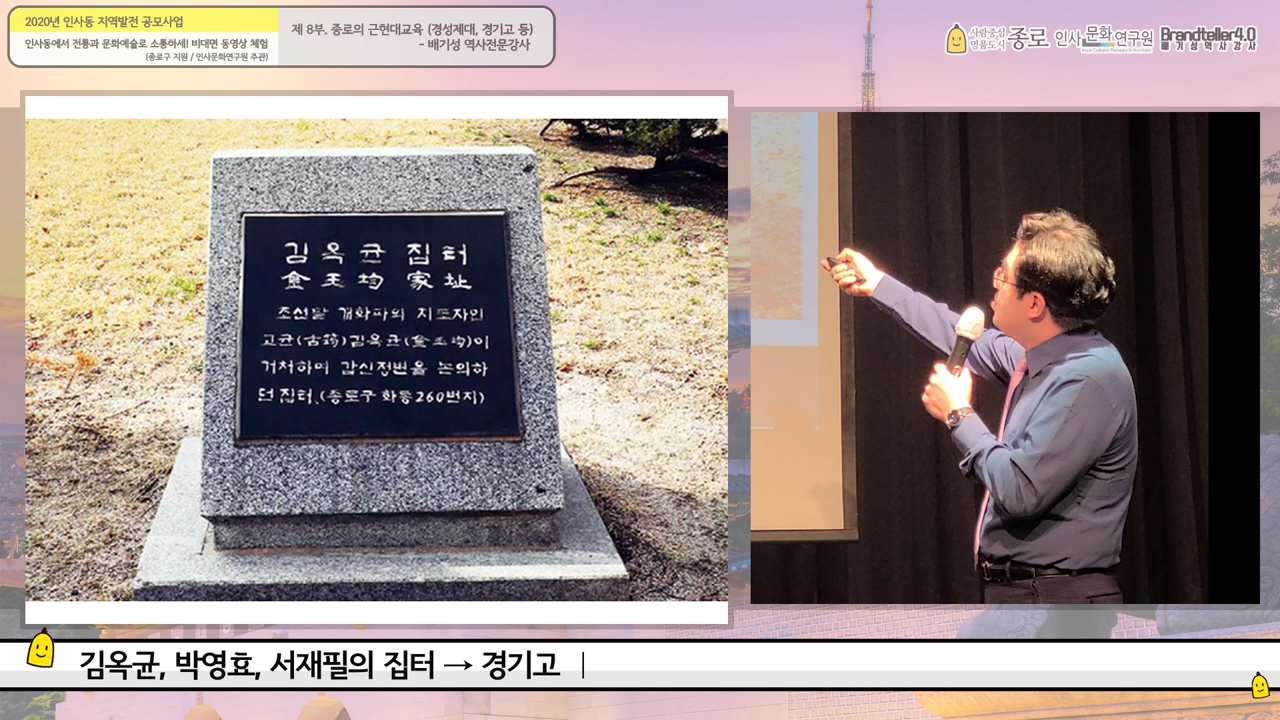 2020년 인사동 지역발전 공모사업
인사동에서 전통과 문화예술로 소통하세! 비대면 동영상 체험
(종로구 지원 / 인사문화연구원 주관)
제 8부. 종로의 근현대교육 (경성제대, 경기고 등)
- 배기성 역사전문강사
사람중심
명품도시
종로
인사문화연구원
Insa Culture Research Institute
Brandteller4.0
배기성역사강사
김옥균 집터
金玉均 家址
조선말 개화파의 지도자인
고균(古筠)김옥균(金玉均)이
거처하며 갑신정변을 논의하
던 집터.(종로구 화동260번지)
김옥균, 박영효, 서재필의 집터 → 경기고